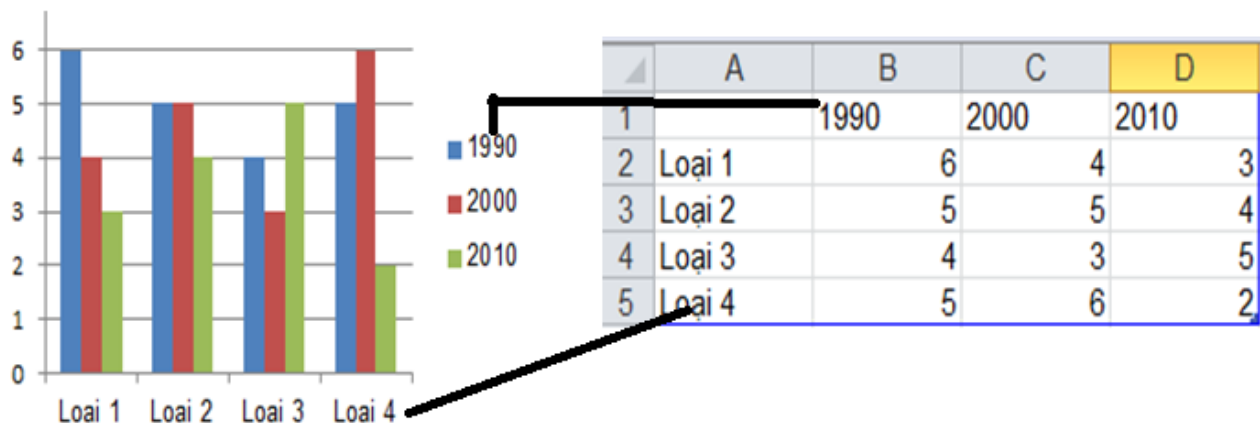 6
5
4
3
2
1
0
Loai 1 Loai 2 Loai 3 Loai 4
1990
2000
2010
A B C D
1 1990 2000 2010
2 Loại 1 6 4 3
3 Loại 2 5 5 4
4 Loại 3 4 3 5
5 Loại 4 5 6 2